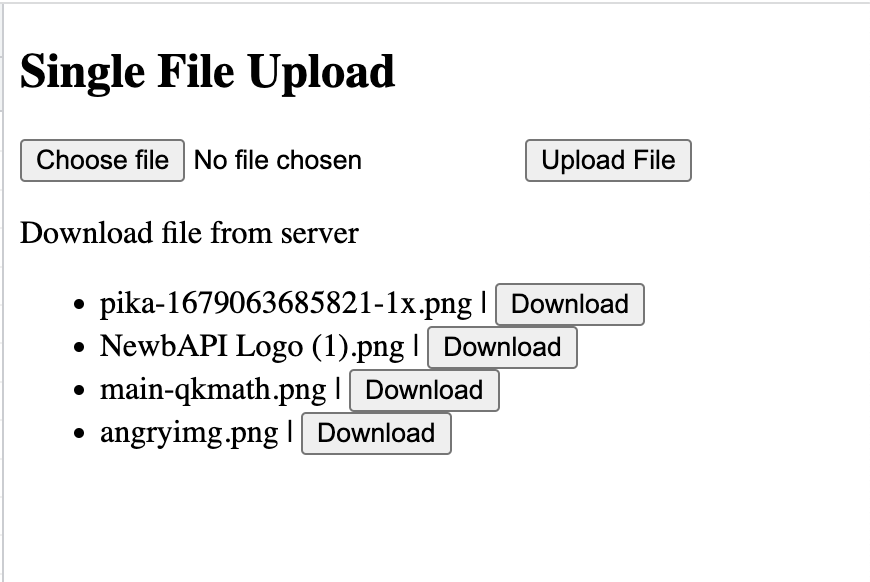 Single File Upload
Choose file No file chosen Upload File
Download file from server
• pika-1679063685821-1x.png | Download
• NewbAPI Logo (1).png | Download
• main-qkmath.png | Download
• angryimg.png | Download